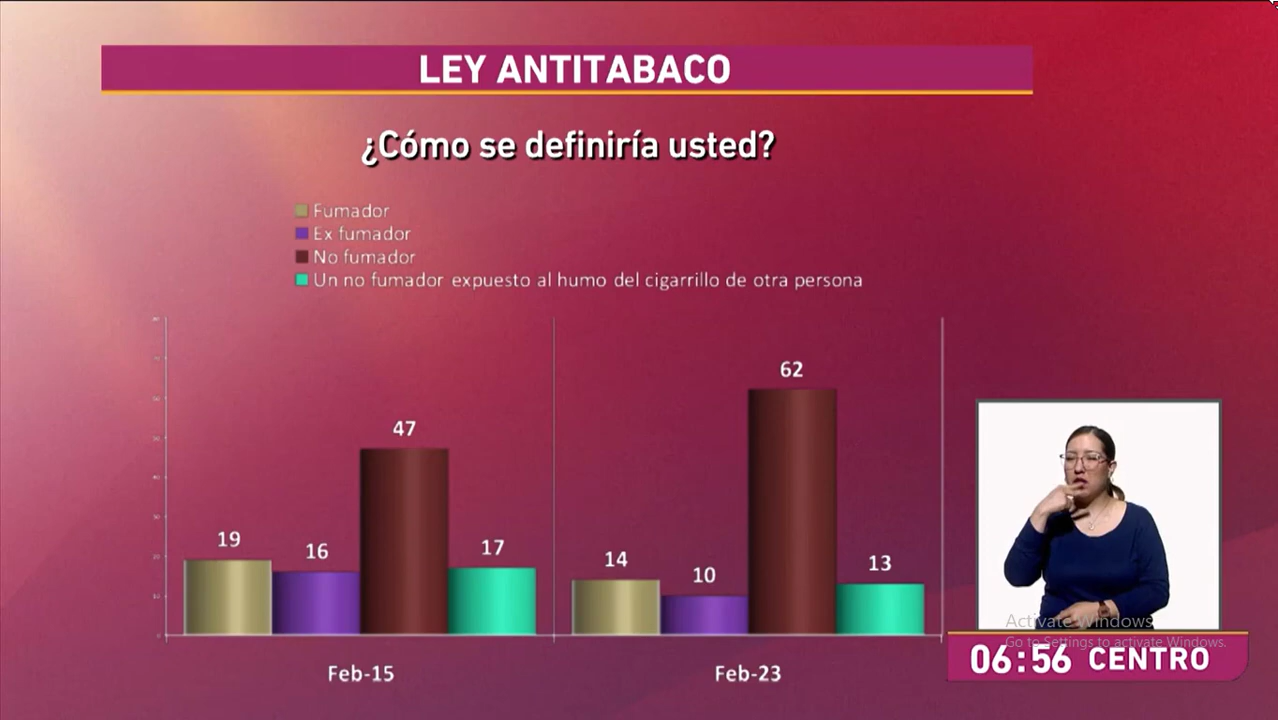 LEY ANTITABACO
¿Cómo se definiría usted?
Fumador
Ex fumador
No fumador
Un no fumador expuesto al humo del cigarrillo de otra persona
19
16
47
17
14
10
62
13
Feb-15
Feb-23
Activate Windows
Go to Settings to activate Windows.
06:56 CENTRO